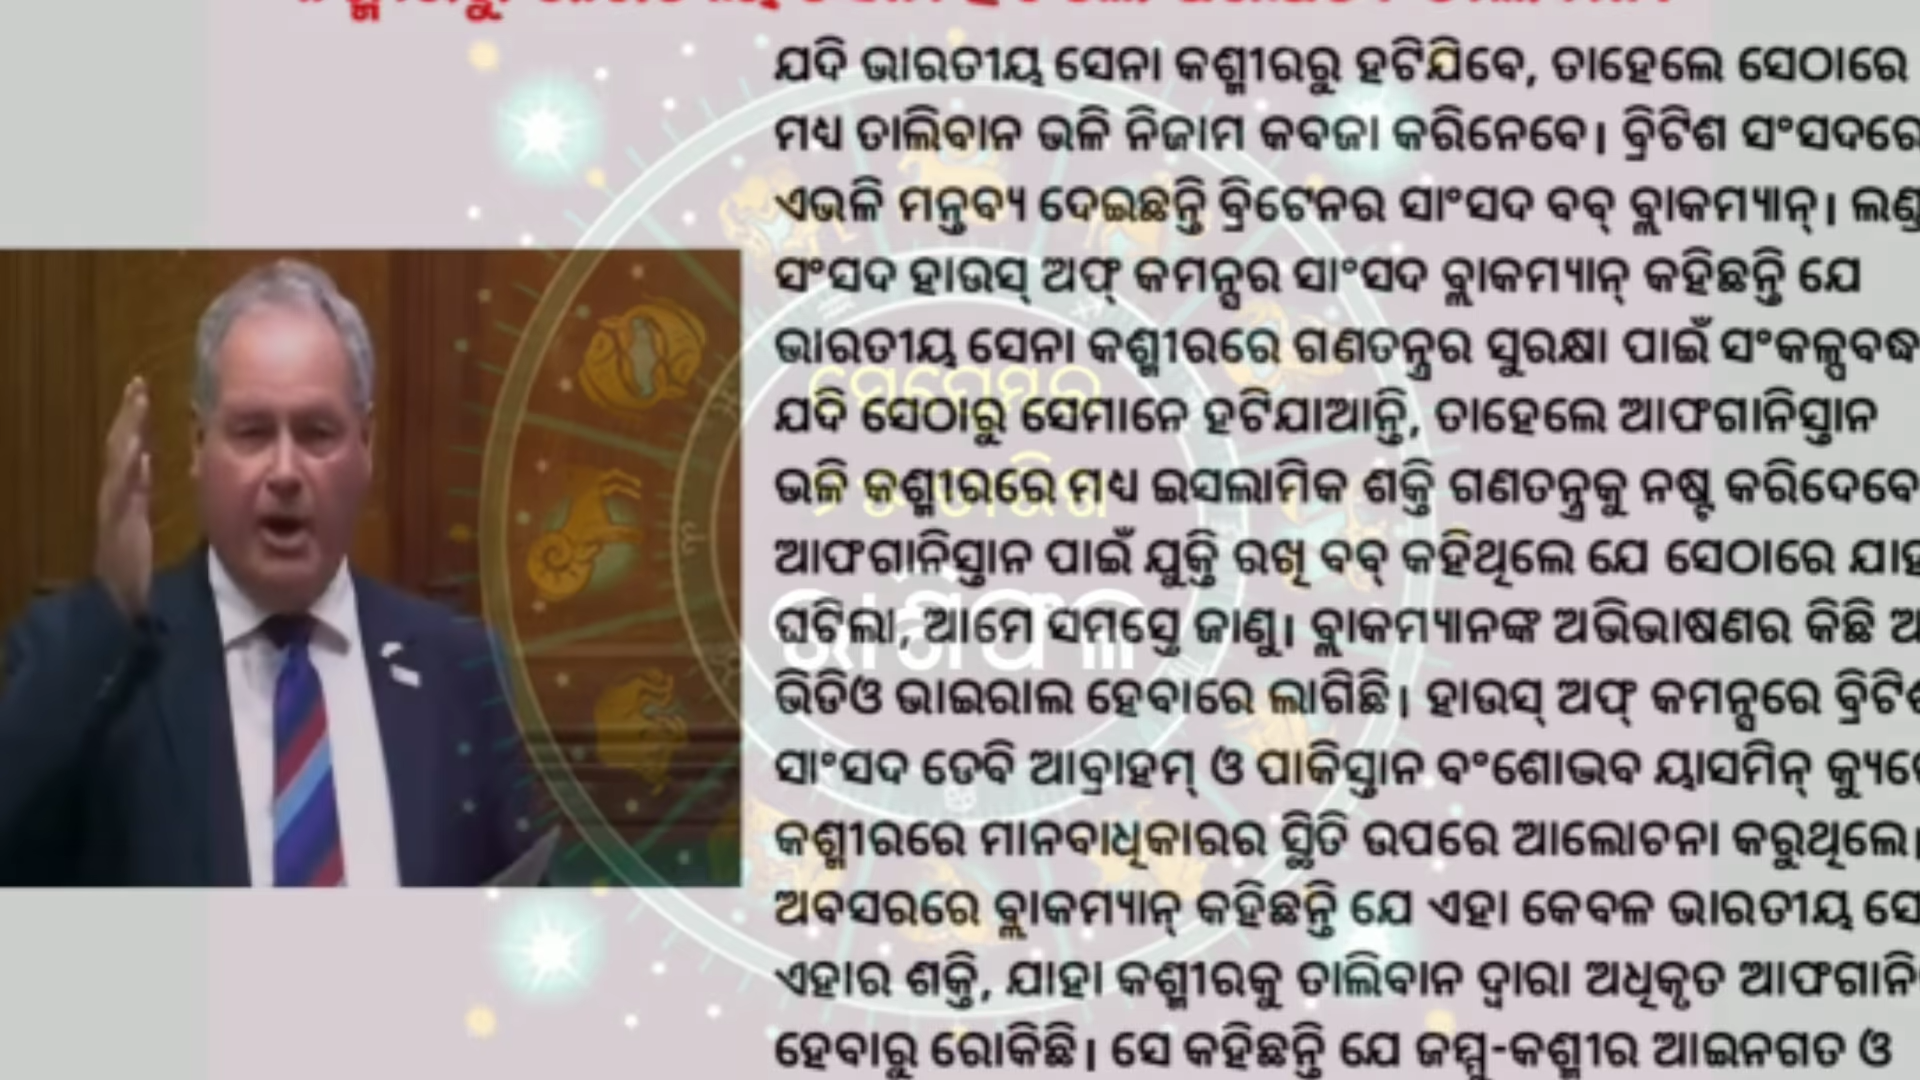 ଯଦି ଭାରତୀୟ ସେନା କଶ୍ମୀରରୁ ହଟିଯିବେ, ତାହେଲେ ସେଠାରେ
ମଧ୍ୟ ତାଲିବାନ ଭଳି ନିଜାମ କବଜା କରିନେବେ। ବ୍ରିଟିଶ ସଂସଦରେ
ଏଭଳି ମନ୍ତବ୍ୟ ଦେଇଛନ୍ତି ବ୍ରିଟେନର ସାଂସଦ ବବ୍ ବ୍ଲାକମ୍ୟାନ୍।
ସଂସଦ ହାଉସ୍ ଅଫ୍ କମନ୍ସର ସାଂସଦ ବ୍ଲାକମ୍ୟାନ୍ କହିଛନ୍ତି ଯେ
ଭାରତୀୟ ସେନା କଶ୍ମୀରରେ ଗଣତନ୍ତ୍ରର ସୁରକ୍ଷା ପାଇଁ ସଂକଳ୍ପବଦ୍ଧ
ଯଦି ସେଠାରୁ ସେମାନେ ହଟିଯାଆନ୍ତି, ତାହେଲେ ଆଫଗାନିସ୍ତାନ
ଭଳି କଶ୍ମୀରରେ ମଧ୍ୟ ଇସଲାମିକ ଶକ୍ତି ଗଣତନ୍ତ୍ରକୁ ନଷ୍ଟ କରିଦେବେ
ଆଫଗାନିସ୍ତାନ ପାଇଁ ଯୁକ୍ତି ରଖି ବବ୍ କହିଥିଲେ ଯେ ସେଠାରେ
ଘଟିଲା, ଆମେ ସମସ୍ତେ ଜାଣୁ। ବ୍ଲାକମ୍ୟାନଙ୍କ ଅଭିଭାଷଣର କିଛି
ଭିଡିଓ ଭାଇରାଲ ହେବାରେ ଲାଗିଛି। ହାଉସ୍ ଅଫ୍ କମନ୍ସରେ
ସାଂସଦ ଡେବି ଆବ୍ରାହମ୍ ଓ ପାକିସ୍ତାନ ବଂଶୋଦ୍ଭବ ୟାସମିନ୍
କଶ୍ମୀରରେ ମାନବାଧିକାରର ସ୍ଥିତି ଉପରେ ଆଲୋଚନା କରୁଥିଲେ।
ଅବସରରେ ବ୍ଲାକମ୍ୟାନ୍ କହିଛନ୍ତି ଯେ ଏହା କେବଳ ଭାରତୀୟ
ଏହାର ଶକ୍ତି, ଯାହା କଶ୍ମୀରକୁ ତାଲିବାନ ଦ୍ୱାରା ଅଧିକୃତ
ହେବାରୁ ରୋକିଛି। ସେ କହିଛନ୍ତି ଯେ ଜମ୍ମୁ-କଶ୍ମୀର ଆଇନଗତ ଓ
ରାଶିଫଳ